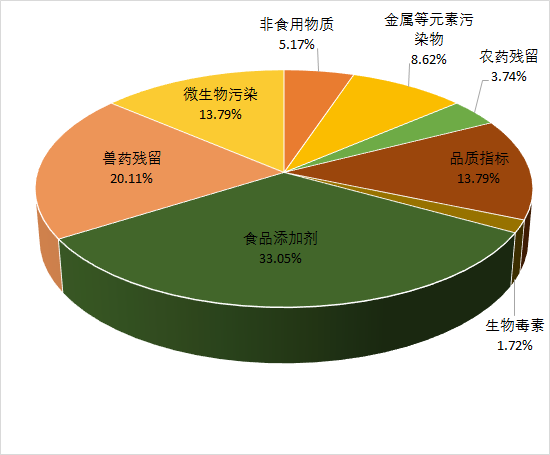 非食用物质
5.17%
金属等元素污
染物
8.62%
农药残留
3.74%
微生物污染
13.79%
兽药残留
20.11%
品质指标
13.79%
食品添加剂
33.05%
生物毒素
1.72%